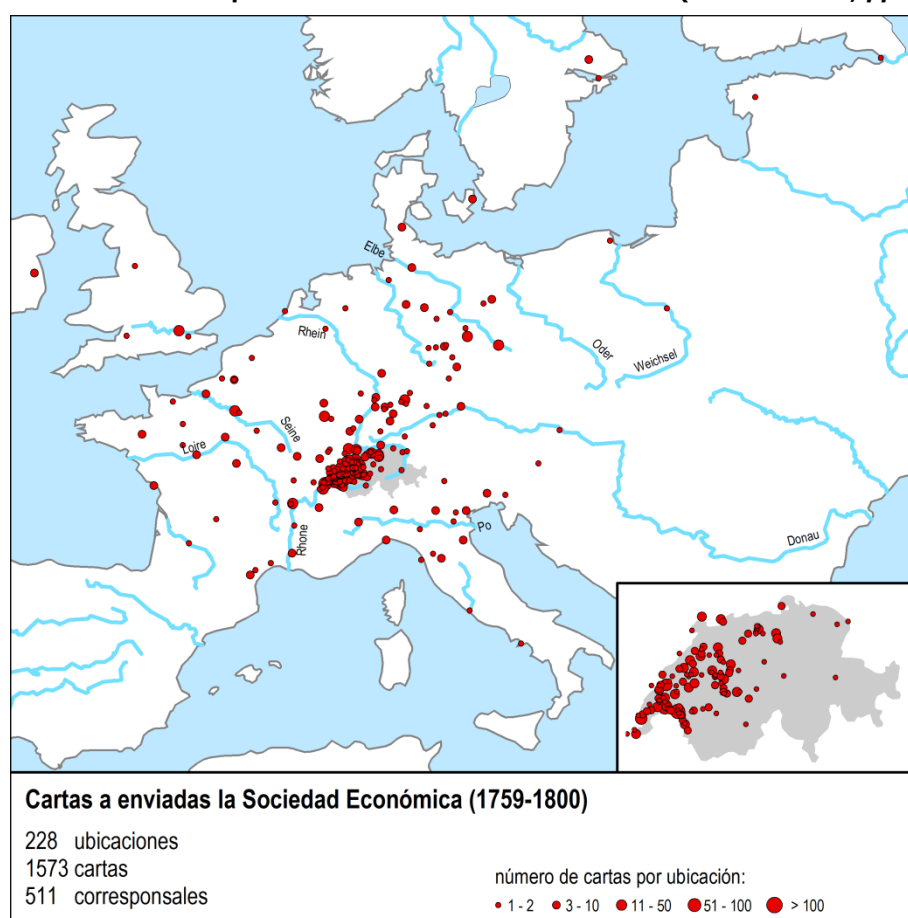 Elbe
Rhein
Oder
Weichsel
Seine
Loire
Rhone
Po
Donau
Cartas a enviadas la Sociedad Económica (1759-1800)
228 ubicaciones
1573 cartas
511 corresponsales
número de cartas por ubicación:
1 - 2 3 - 10 11 - 50 51 - 100 > 100